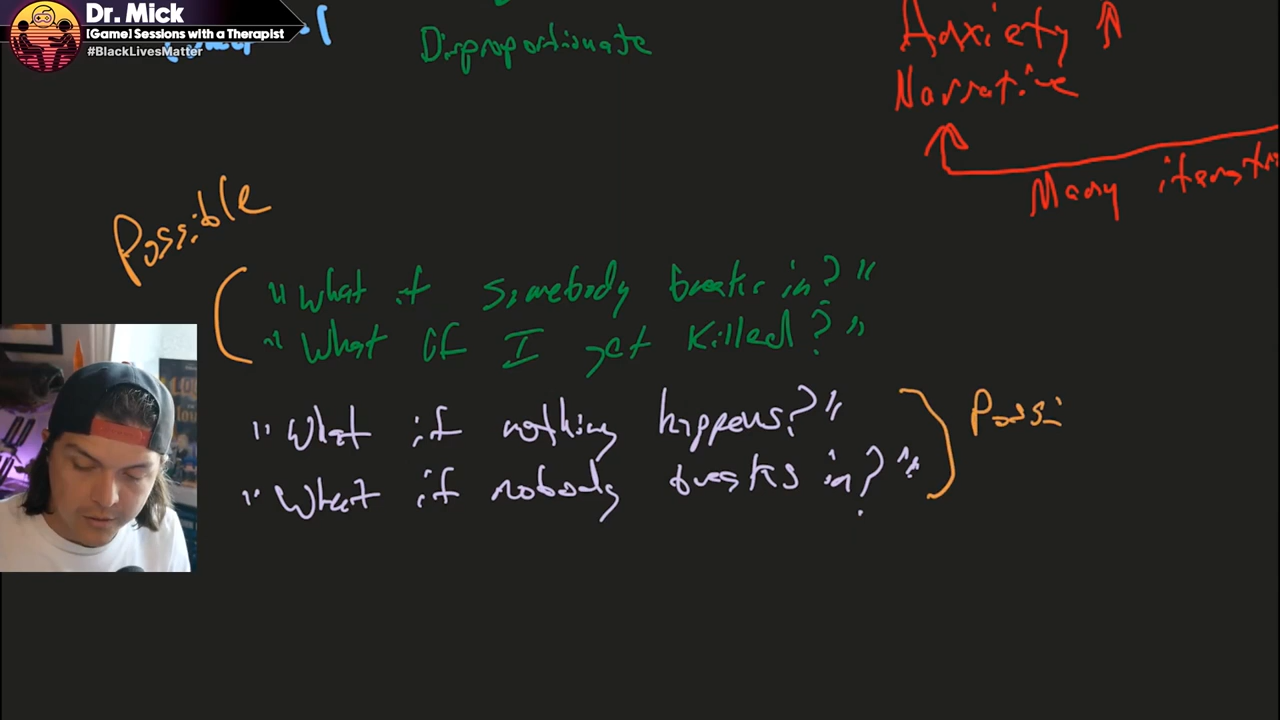 Dr. Mick
[Game] Sessions with a Therapist
#BlackLivesMatter
Disproportionate
Anxiety ↑
Narrative
Many
Possible
"What if somebody breaks in?"
"What if I get killed?"
"What if nothing happens?"
"What if nobody breaks in?"
Possi